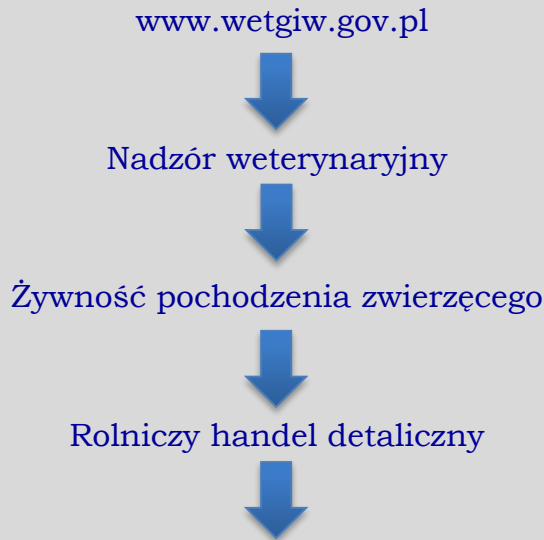 www.wetgiw.gov.pl
Nadzór weterynaryjny
Żywność pochodzenia zwierzęcego
Rolniczy handel detaliczny